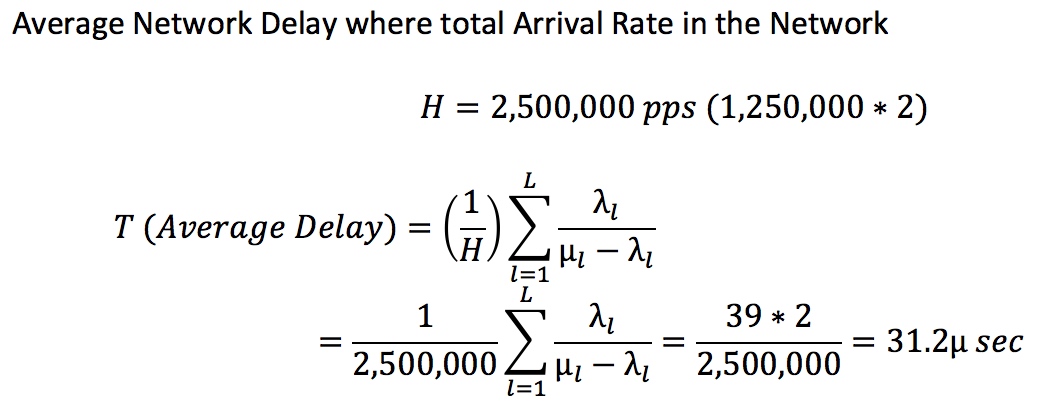 Average Network Delay where total Arrival Rate in the Network
H = 2,500,000 pps (1,250,000 * 2)
T (Average Delay) = (1/H) ∑_{l=1}^{L} λ_l/(μ_l − λ_l)
= 1/2,500,000 ∑_{l=1}^{L} λ_l/(μ_l − λ_l) = 39 * 2/2,500,000 = 31.2μ sec